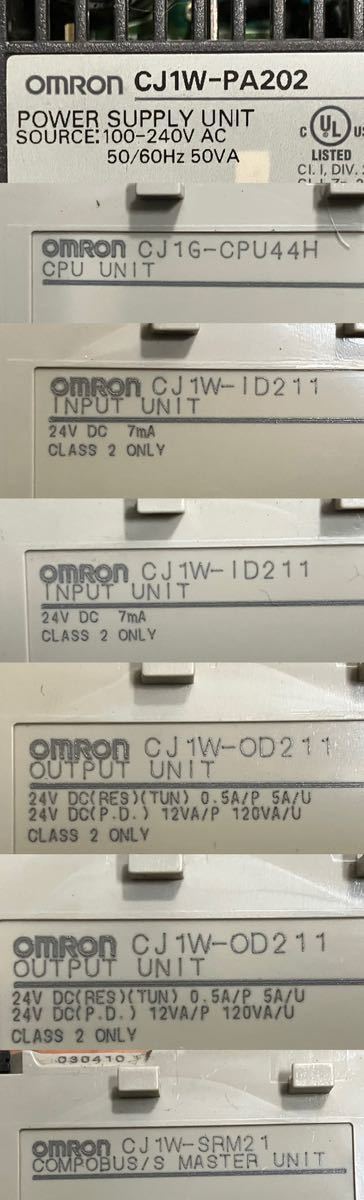 OMRON CJ1W-PA202
POWER SUPPLY UNIT
SOURCE: 100-240V AC
50/60Hz 50VA
C UL US
LISTED
CI. I, DIV.
OMRON CJ1G-CPU44H
CPU UNIT
OMRON CJ1W-ID211
INPUT UNIT
24V DC 7mA
CLASS 2 ONLY
OMRON CJ1W-ID211
INPUT UNIT
24V DC 7mA
CLASS 2 ONLY
OMRON CJ1W-OD211
OUTPUT UNIT
24V DC(RES)(TUN) 0.5A/P 5A/U
24V DC(P.D.) 12VA/P 120VA/U
CLASS 2 ONLY
OMRON CJ1W-OD211
OUTPUT UNIT
24V DC(RES)(TUN) 0.5A/P 5A/U
24V DC(P.D.) 12VA/P 120VA/U
CLASS 2 ONLY
030410
OMRON CJ1W-SRM21
COMPOBUS/S MASTER UNIT